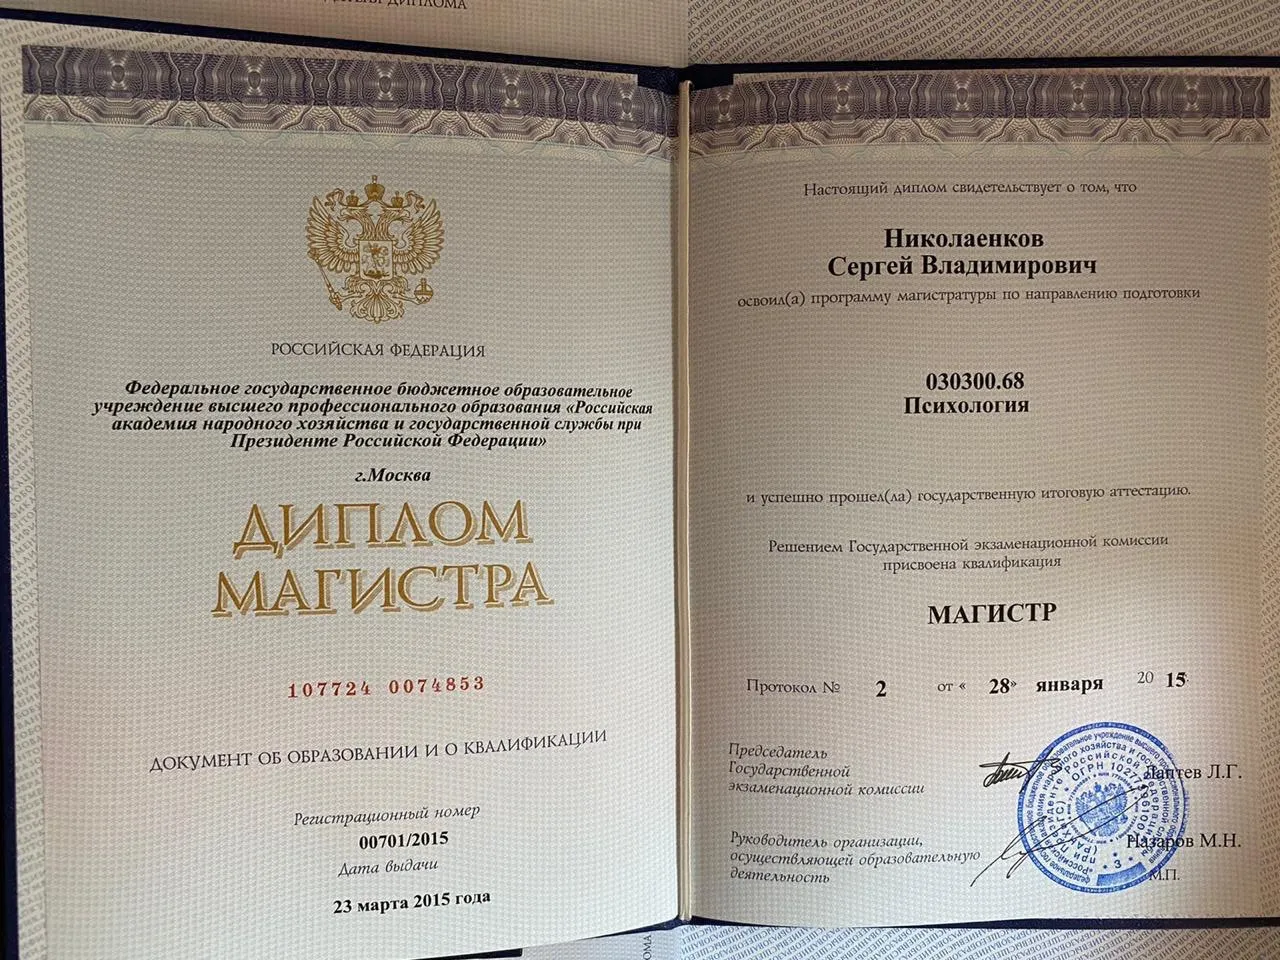 ДИПЛОМА
РОССИЙСКАЯ ФЕДЕРАЦИЯ
Федеральное государственное бюджетное образовательное
учреждение высшего профессионального образования «Российская
академия народного хозяйства и государственной службы при
Президенте Российской Федерации»
г.Москва
ДИПЛОМ
МАГИСТРА
107724 0074853
ДОКУМЕНТ ОБ ОБРАЗОВАНИИ И О КВАЛИФИКАЦИИ
Регистрационный номер
00701/2015
Дата выдачи
23 марта 2015 года
Настоящий диплом свидетельствует о том, что
Николаенков
Сергей Владимирович
освоил(а) программу магистратуры по направлению подготовки
030300.68
Психология
и успешно прошел(ла) государственную итоговую аттестацию.
Решением Государственной экзаменационной комиссии
присвоена квалификация
МАГИСТР
Протокол № 2 от « 28» января 20 15
Председатель
Государственной
экзаменационной комиссии
Лаптев Л.Г.
Руководитель организации,
осуществляющей образовательную
деятельность
Назаров М.Н.
М.П.